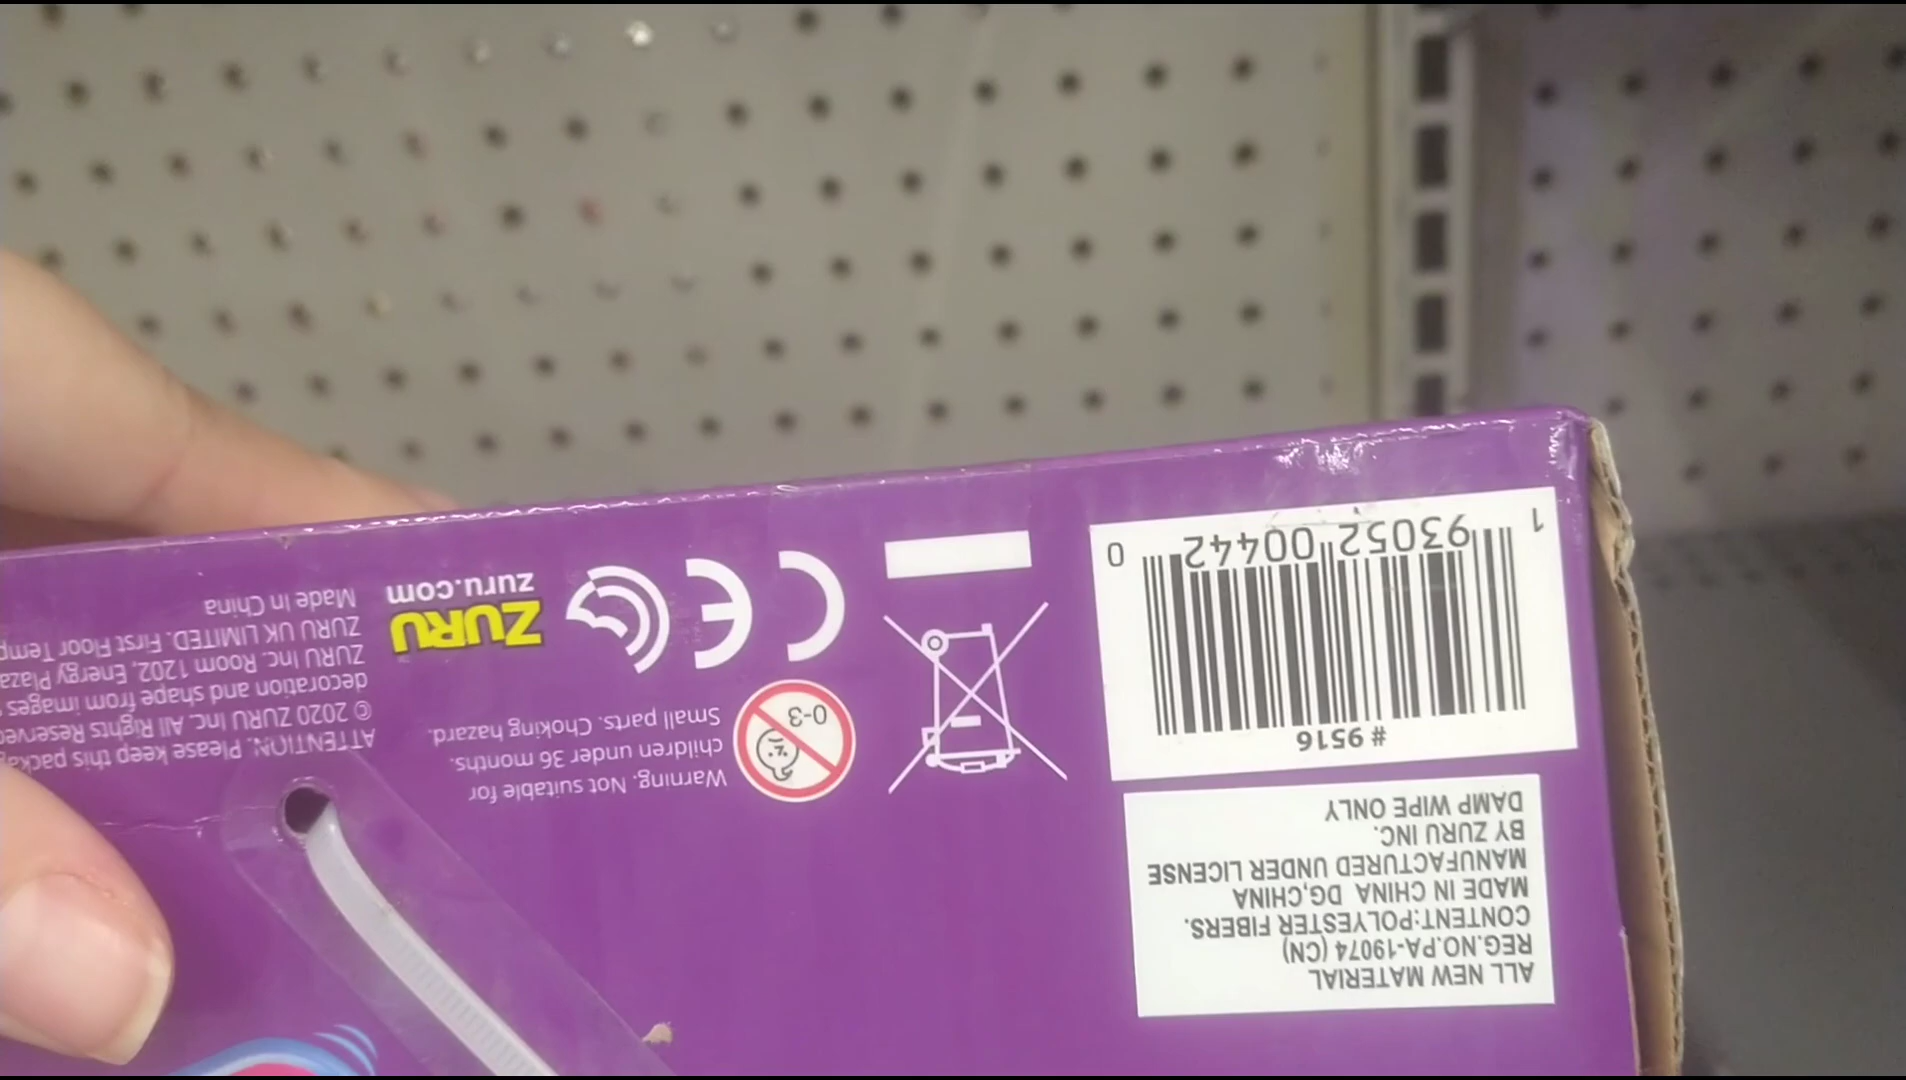 ALL NEW MATERIAL
REG.NO.PA-19074 (CN)
CONTENT:POLYESTER FIBERS.
MADE IN CHINA DG,CHINA
MANUFACTURED UNDER LICENSE
BY ZURU INC.
DAMP WIPE ONLY
# 9516
1 93052 00442 0
0-3
Warning. Not suitable for
children under 36 months.
Small parts. Choking hazard.
CE
ZURU™
zuru.com
ATTENTION. Please keep this
© 2020 ZURU Inc. All Rights Reserved
decoration and shape from images
ZURU Inc. Room 1202, Energy Plaza
ZURU UK LIMITED. First Floor
Made in China